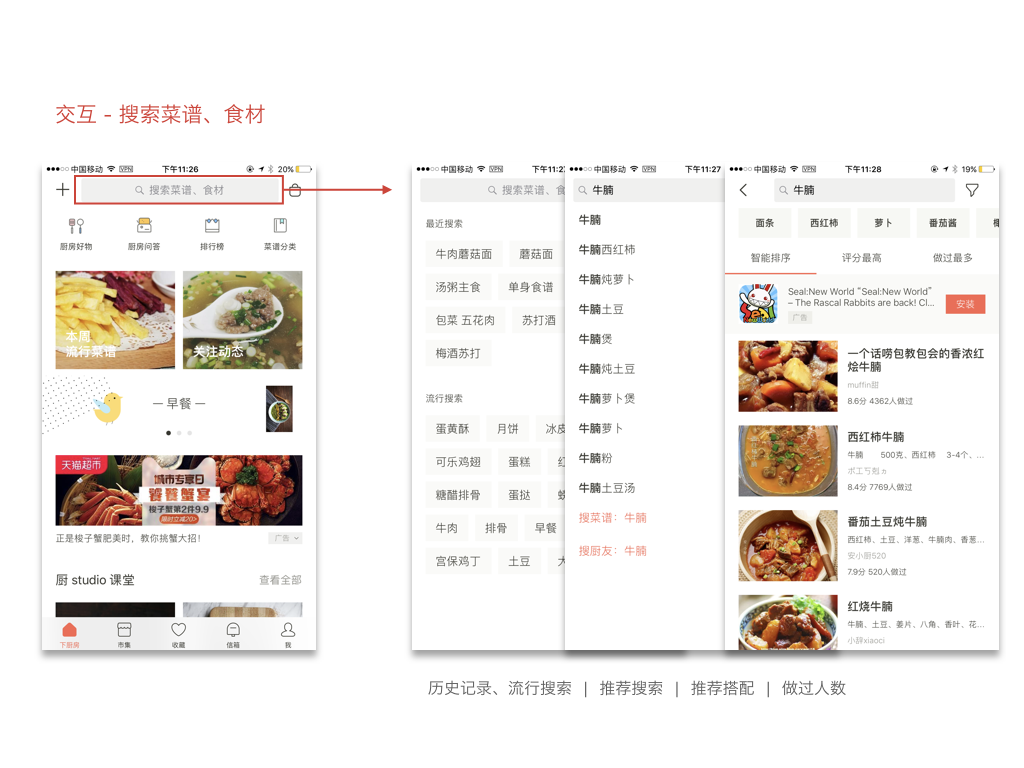 交互 - 搜索菜谱、食材
中国移动 VPN 下午11:26 20%
搜索菜谱、食材
厨房好物 厨房问答 排行榜 菜谱分类
本周
流行菜谱
关注动态
— 早餐 —
天猫超市
城市专享日
饕餮蟹宴
梭子蟹第2件9.9
限时立减20>
正是梭子蟹肥美时，教你挑蟹大招！
广告
厨 studio 课堂 查看全部
下厨房 市集 收藏 信箱 我
中国移动 VPN 下午11:27
搜索菜谱、食
最近搜索
牛肉蘑菇面 蘑菇面
汤粥主食 单身食谱
包菜 五花肉 苏打酒
梅酒苏打
流行搜索
蛋黄酥 月饼 冰皮
可乐鸡翅 蛋糕
糖醋排骨 蛋挞
牛肉 排骨 早餐
宫保鸡丁 土豆
中国移动 VPN 下午11:27
牛腩
牛腩
牛腩西红柿
牛腩炖萝卜
牛腩土豆
牛腩煲
牛腩炖土豆
牛腩萝卜煲
牛腩萝卜
牛腩粉
牛腩土豆汤
搜菜谱：牛腩
搜厨友：牛腩
中国移动 VPN 下午11:28 19%
牛腩
面条 西红柿 萝卜 番茄酱
智能排序 评分最高 做过最多
Seal:New World “Seal:New World”
– The Rascal Rabbits are back! Cl...
广告
安装
Seal
一个话唠包教包会的香浓红
烩牛腩
muffin甜
8.6分 4362人做过
西红柿牛腩
牛腩 500克、西红柿 3-4个、...
8.4分 7769人做过
番茄土豆炖牛腩
西红柿、土豆、洋葱、牛腩肉、香葱...
安小厨520
7.9分 520人做过
红烧牛腩
牛腩、土豆、姜片、八角、香叶、花...
小辞xiaoci
历史记录、流行搜索 | 推荐搜索 | 推荐搭配 | 做过人数